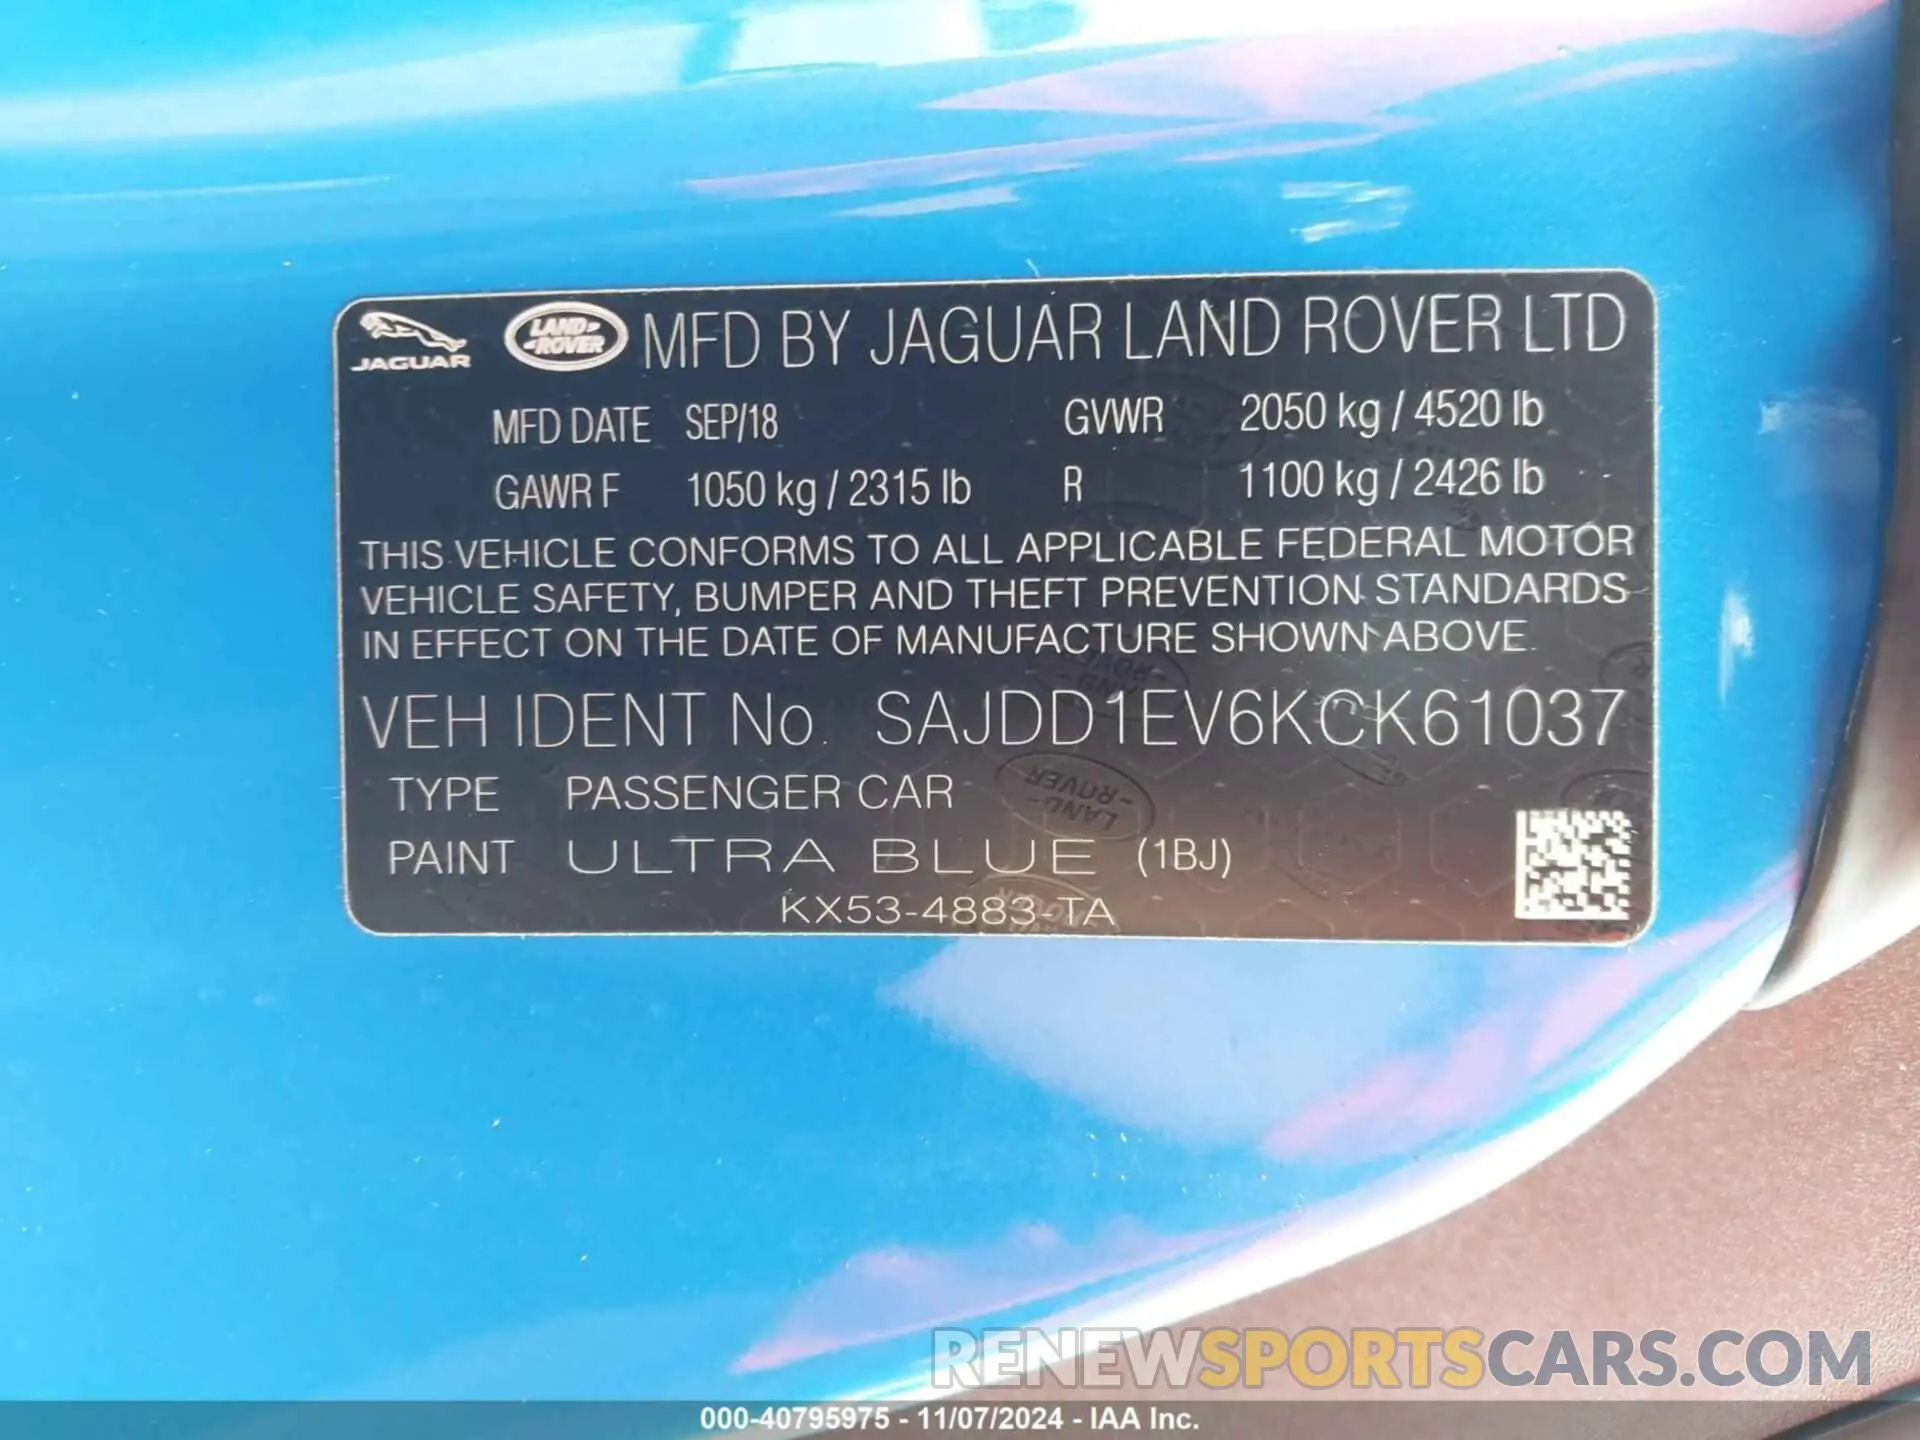 JAGUAR LAND ROVER MFD BY JAGUAR LAND ROVER LTD
MFD DATE SEP/18 GVWR 2050 kg / 4520 lb
GAWR F 1050 kg / 2315 lb R 1100 kg / 2426 lb
THIS VEHICLE CONFORMS TO ALL APPLICABLE FEDERAL MOTOR
VEHICLE SAFETY, BUMPER AND THEFT PREVENTION STANDARDS
IN EFFECT ON THE DATE OF MANUFACTURE SHOWN ABOVE.
VEH IDENT No. SAJDD1EV6KCK61037
TYPE PASSENGER CAR
PAINT ULTRA BLUE (1BJ)
KX53-4883-TA
RENEWSPORTSCARS.COM
000-40795975 - 11/07/2024 - IAA Inc.